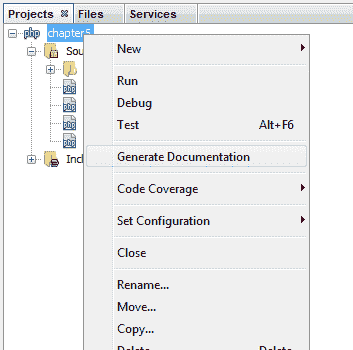 Projects Files Services
php chapter5
Sou
php
php
php
php
Incl
New
Run
Debug
Test Alt+F6
Generate Documentation
Code Coverage
Set Configuration
Close
Rename...
Move...
Copy...
Delete Delete